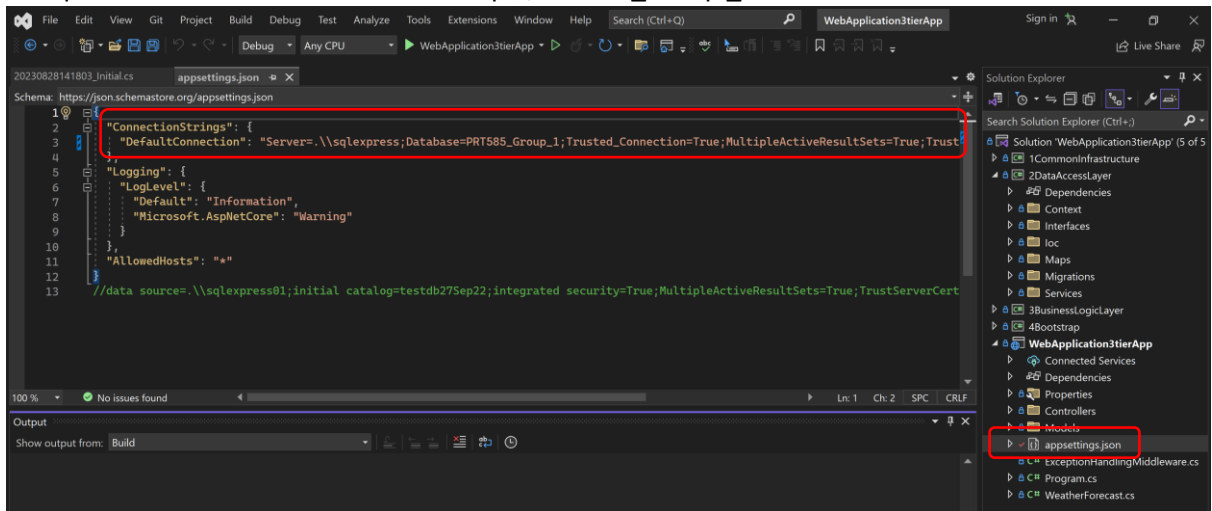 File Edit View Git Project Build Debug Test Analyze Tools Extensions Window Help Search (Ctrl+Q) WebApplication3tierApp Sign in
Debug Any CPU WebApplication3tierApp Live Share
20230828141803_Initial.cs appsettings.json
Schema: https://json.schemastore.org/appsettings.json
1 {
2 "ConnectionStrings": {
3 "DefaultConnection": "Server=.\\sqlexpress;Database=PRT585_Group_1;Trusted_Connection=True;MultipleActiveResultSets=True;Trust
4 },
5 "Logging": {
6 "LogLevel": {
7 "Default": "Information",
8 "Microsoft.AspNetCore": "Warning"
9 }
10 },
11 "AllowedHosts": "*"
12 }
13 //data source=.\\sqlexpress01;initial catalog=testdb27Sep22;integrated security=True;MultipleActiveResultSets=True;TrustServerCert
100 % No issues found Ln: 1 Ch: 2 SPC CRLF
Output
Show output from: Build
Solution Explorer
Search Solution Explorer (Ctrl+;)
Solution 'WebApplication3tierApp' (5 of 5
1CommonInfrastructure
2DataAccessLayer
Dependencies
Context
Interfaces
Ioc
Maps
Migrations
Services
3BusinessLogicLayer
4Bootstrap
WebApplication3tierApp
Connected Services
Dependencies
Properties
Controllers
Models
appsettings.json
C# ExceptionHandlingMiddleware.cs
C# Program.cs
C# WeatherForecast.cs